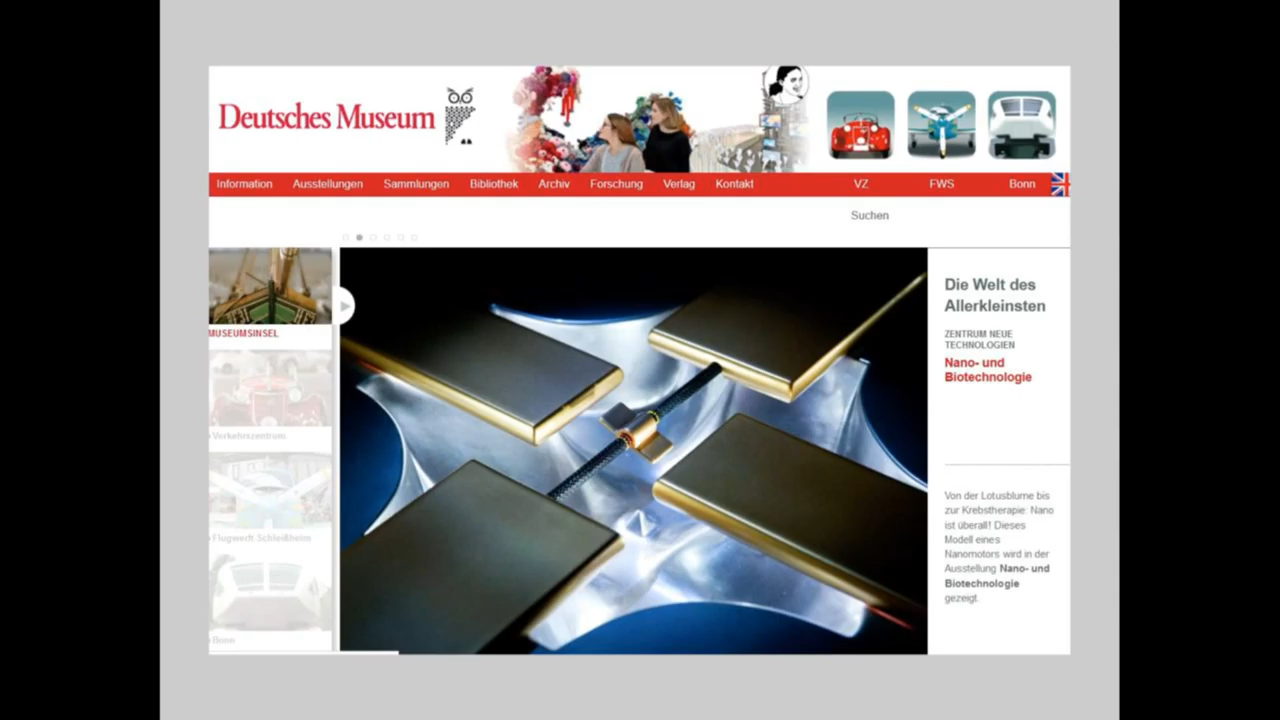 Deutsches Museum
Information Ausstellungen Sammlungen Bibliothek Archiv Forschung Verlag Kontakt VZ FWS Bonn
Suchen
MUSEUMSINSEL
Verkehrszentrum
Flugwerft Schleißheim
Bonn
Die Welt des
Allerkleinsten
ZENTRUM NEUE
TECHNOLOGIEN
Nano- und
Biotechnologie
Von der Lotusblume bis
zur Krebstherapie: Nano
ist überall! Dieses
Modell eines
Nanomotors wird in der
Ausstellung Nano- und
Biotechnologie
gezeigt.